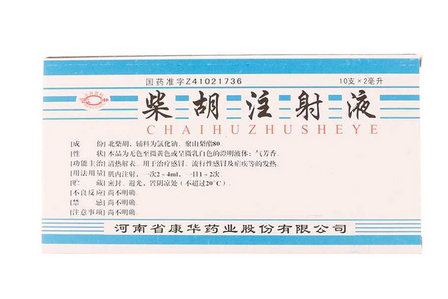 国药准字Z41021736
10支×2毫升
柴胡注射液
CHAIHUZHUSHEYE
[成　　份] 北柴胡，辅料为氯化钠、聚山梨酯80。
[性　　状] 本品为无色至微黄色或呈微乳白色的澄明液体；气芳香。
[功能主治] 清热解表。用于治疗感冒、流行性感冒及疟疾等的发热。
[用法用量] 肌内注射，一次2~4ml，一日1~2次。
[贮　　藏] 密封，避光，置阴凉处（不超过20℃）
[不良反应] 尚不明确。
[禁　　忌] 尚不明确。
[注意事项] 尚不明确。
河南省康华药业股份有限公司